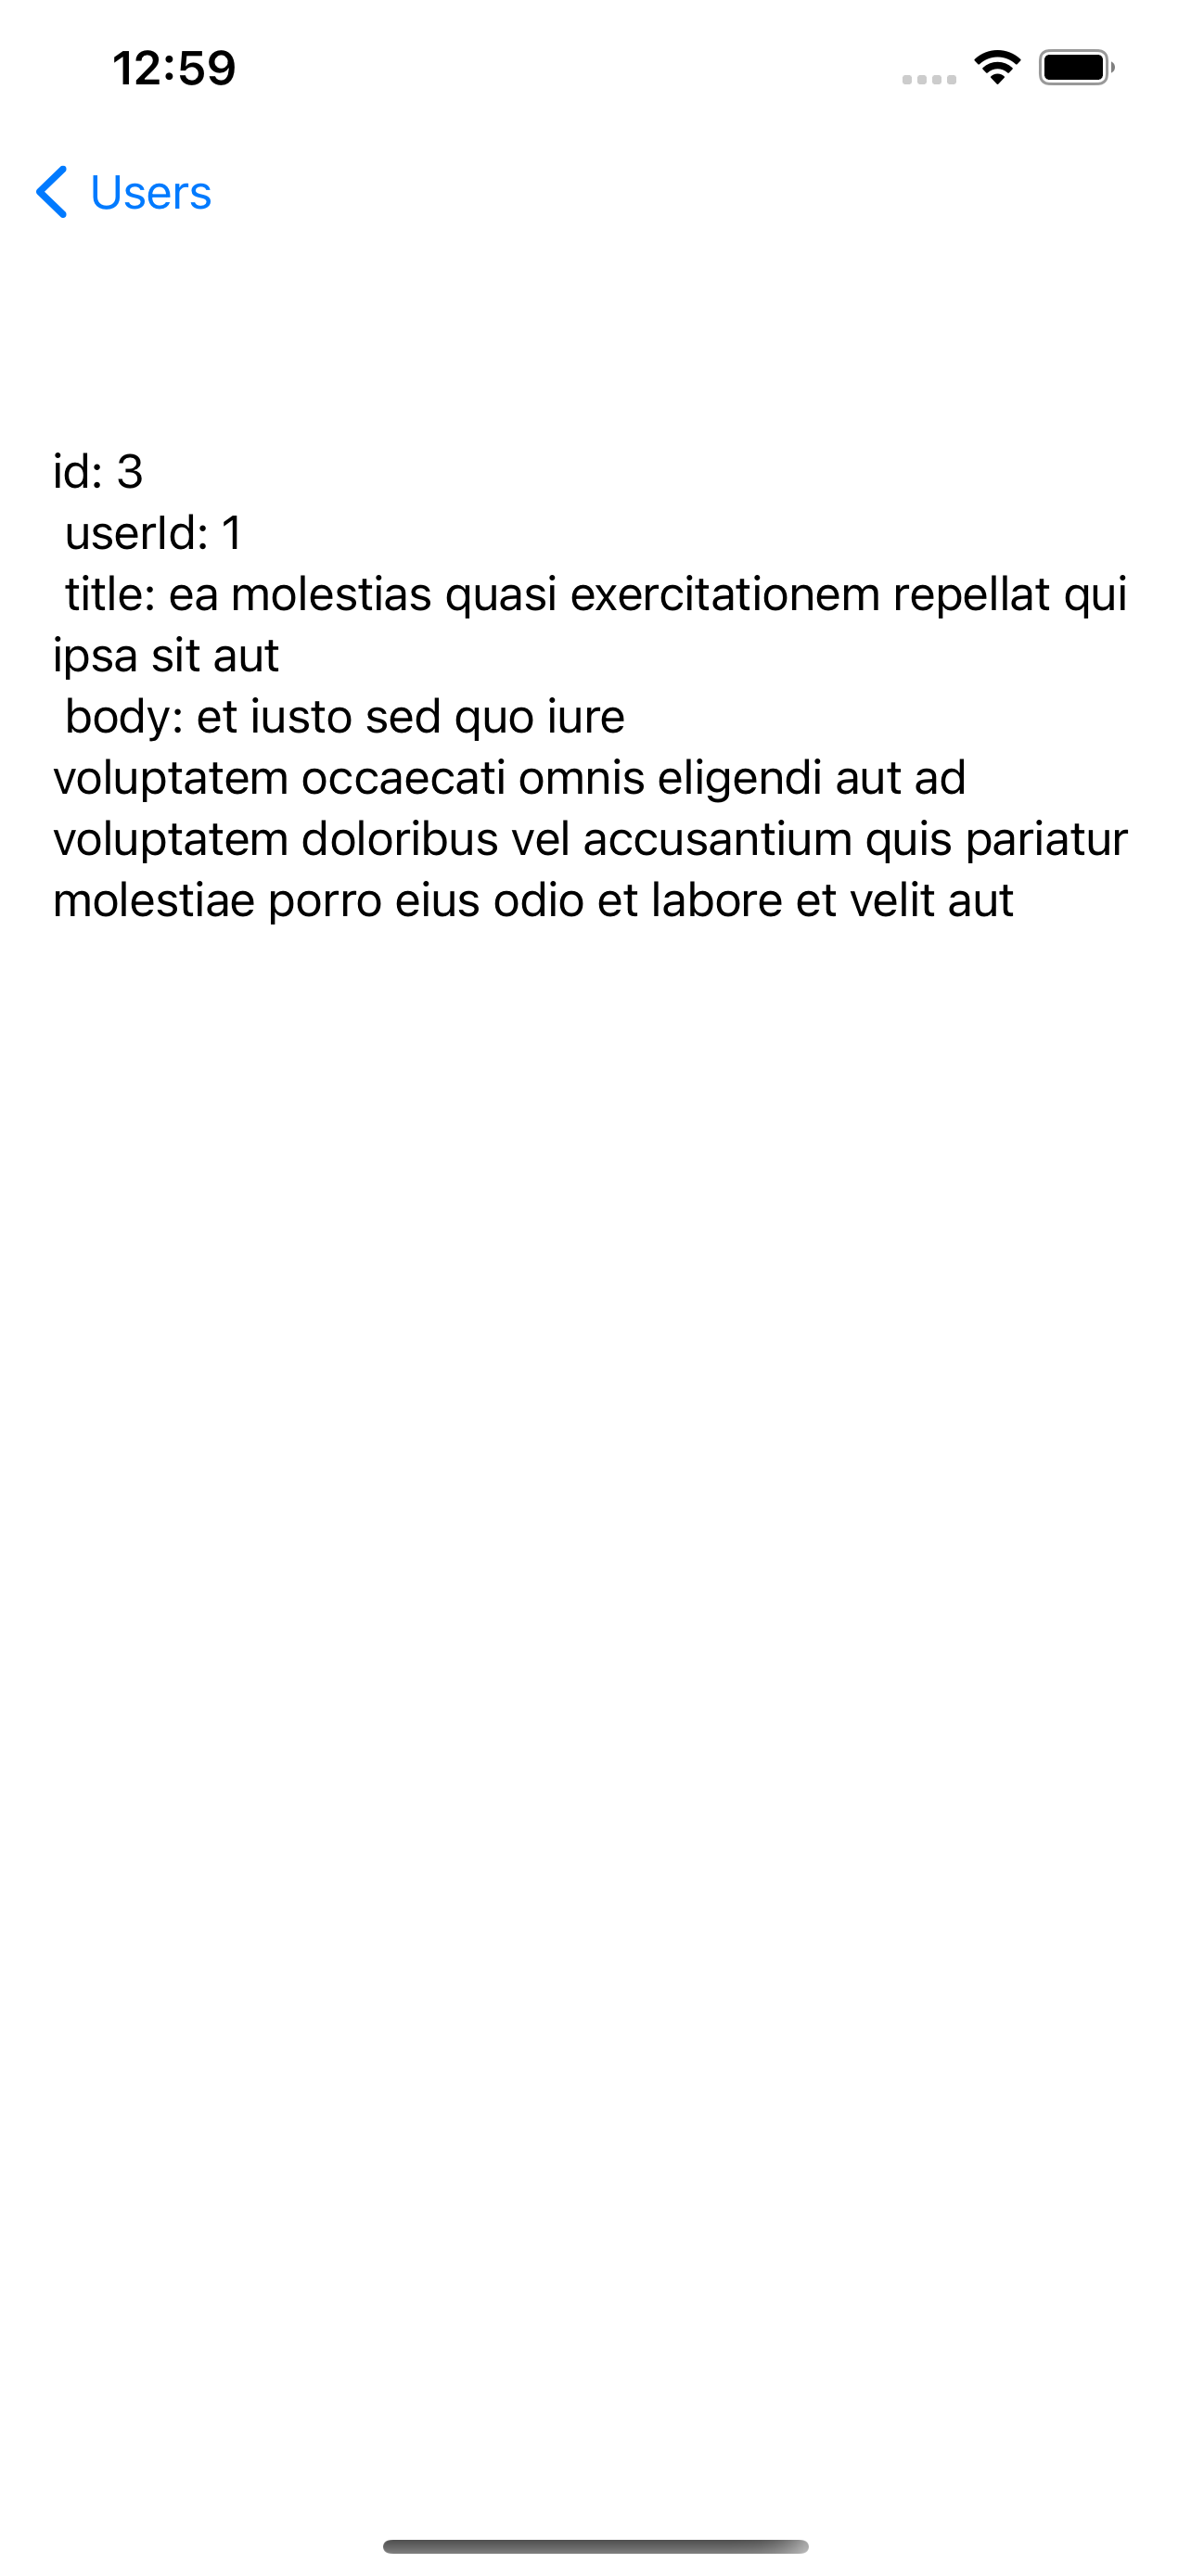 12:59
Users
id: 3
userId: 1
title: ea molestias quasi exercitationem repellat qui
ipsa sit aut
body: et iusto sed quo iure
voluptatem occaecati omnis eligendi aut ad
voluptatem doloribus vel accusantium quis pariatur
molestiae porro eius odio et labore et velit aut